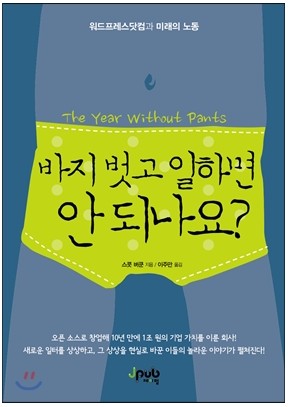 워드프레스닷컴과 미래의 노동
The Year Without Pants
바지 벗고 일하면
안 되나요?
스콧 버쿤 지음 / 이주만 옮김
오픈 소스로 창업해 10년 만에 1조 원의 기업 가치를 이룬 회사!
새로운 일터를 상상하고, 그 상상을 현실로 바꾼 이들의 놀라운 이야기가 펼쳐진다!
Jpub
제이펍
yes24